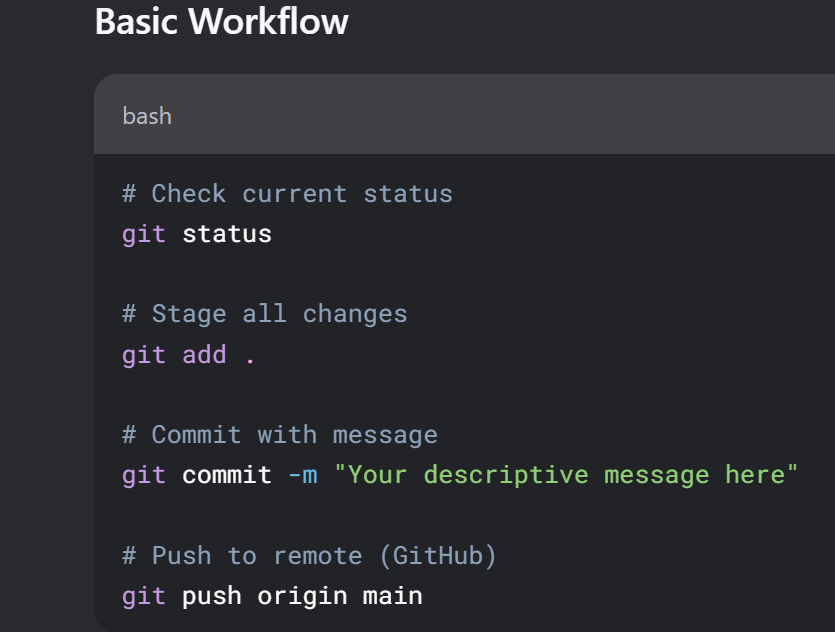 Basic Workflow
bash
# Check current status
git status
# Stage all changes
git add .
# Commit with message
git commit -m "Your descriptive message here"
# Push to remote (GitHub)
git push origin main